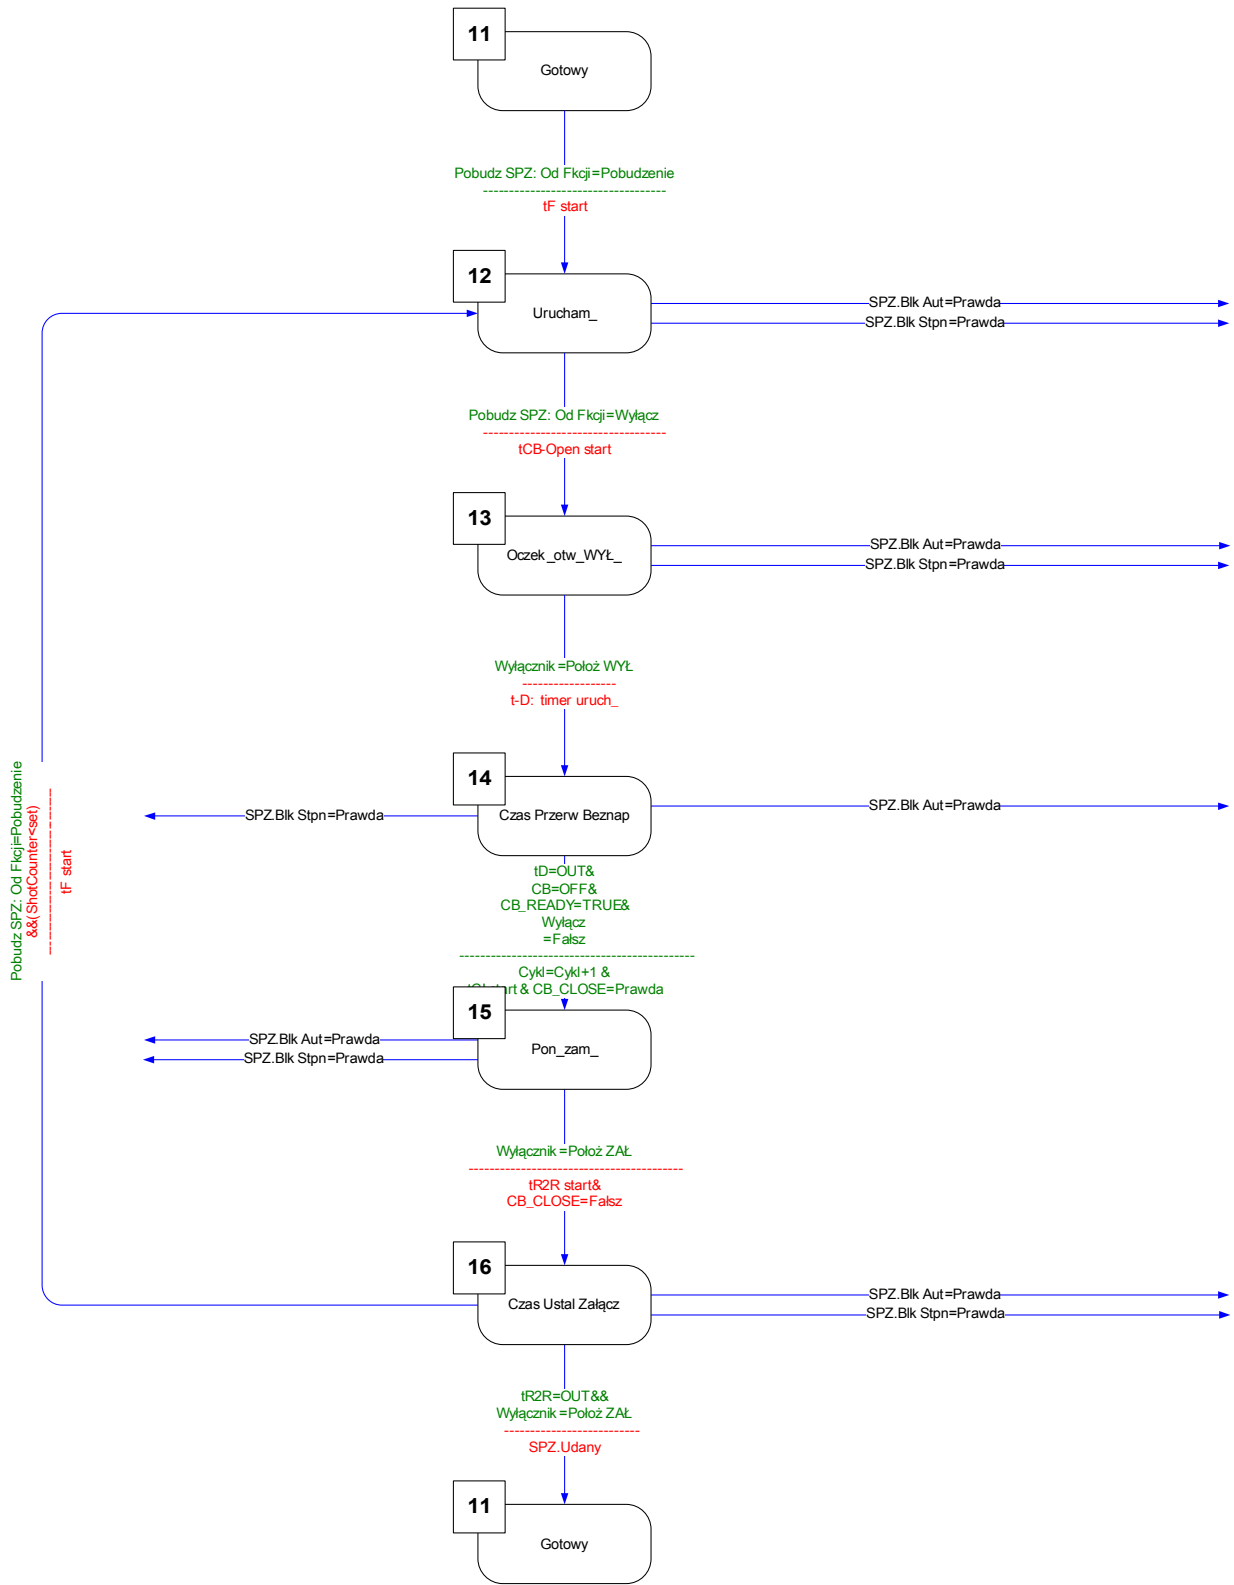 11
Gotowy
Pobudz SPZ: Od Fkcji=Pobudzenie
------------------------------------
tF start
12
Urucham_
SPZ.Blk Aut=Prawda
SPZ.Blk Stpn=Prawda
Pobudz SPZ: Od Fkcji=Wyłącz
------------------------------------
tCB-Open start
13
Oczek_otw_WYŁ_
SPZ.Blk Aut=Prawda
SPZ.Blk Stpn=Prawda
Wyłącznik=Położ WYŁ
------------------
t-D: timer uruch_
14
Czas Przerw Beznap
SPZ.Blk Aut=Prawda
SPZ.Blk Stpn=Prawda
Pobudz SPZ: Od Fkcji=Pobudzenie
&&(ShotCounter<set)
--------------------------------
tF start
tD=OUT&
CB=OFF&
CB_READY=TRUE&
Wyłącz
=Fałsz
----------------------------------------------
Cykl=Cykl+1 &
& CB_CLOSE=Prawda
15
Pon_zam_
SPZ.Blk Aut=Prawda
SPZ.Blk Stpn=Prawda
Wyłącznik=Położ ZAŁ
------------------------------------------
tR2R start&
CB_CLOSE=Fałsz
16
Czas Ustal Załącz
SPZ.Blk Aut=Prawda
SPZ.Blk Stpn=Prawda
tR2R=OUT&&
Wyłącznik=Położ ZAŁ
--------------------------
SPZ.Udany
11
Gotowy